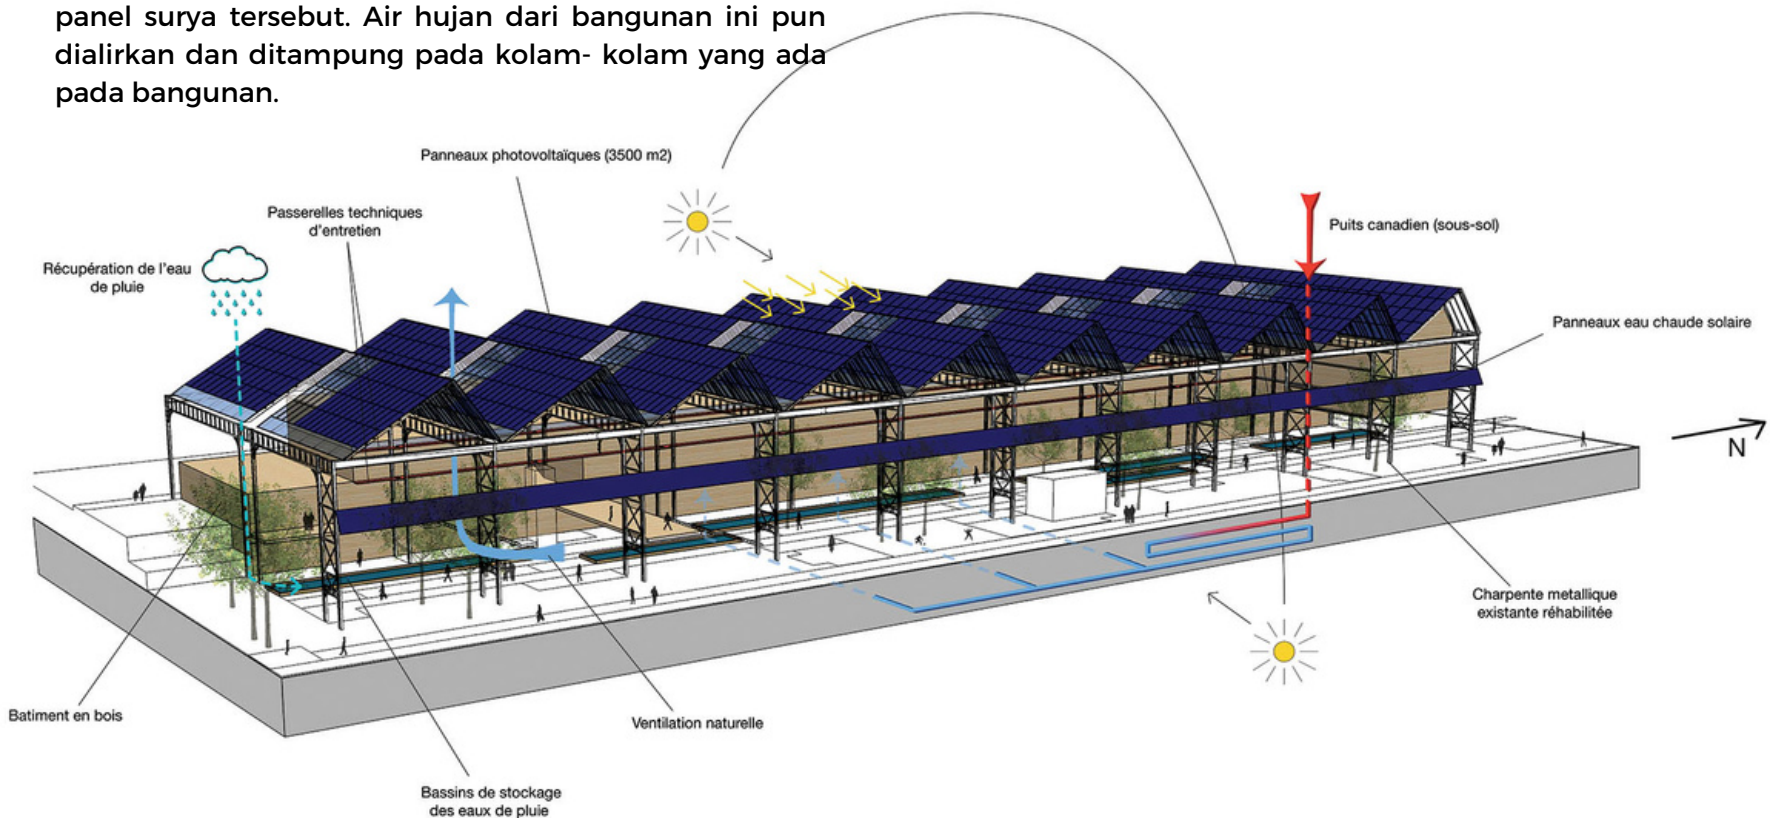 panel surya tersebut. Air hujan dari bangunan ini pun
dialirkan dan ditampung pada kolam- kolam yang ada
pada bangunan.
Panneaux photovoltaïques (3500 m2)
Passerelles techniques
d'entretien
Récupération de l'eau
de pluie
Puits canadien (sous-sol)
Panneaux eau chaude solaire
N
Charpente metallique
existante réhabilitée
Batiment en bois
Ventilation naturelle
Bassins de stockage
des eaux de pluie